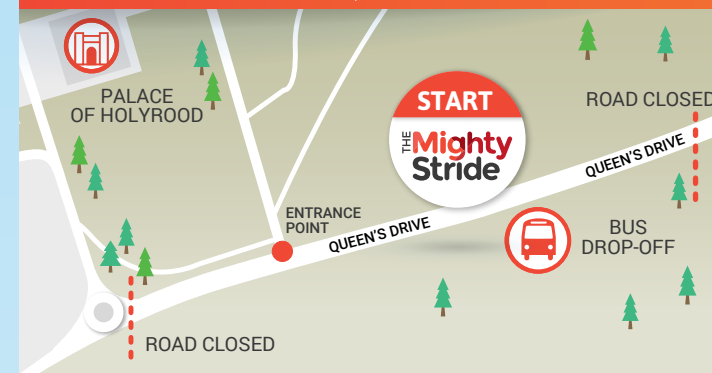 PALACE
OF HOLYROOD
START
THE Mighty
Stride
ROAD CLOSED
QUEEN'S DRIVE
ENTRANCE
POINT
QUEEN'S DRIVE
BUS
DROP-OFF
ROAD CLOSED